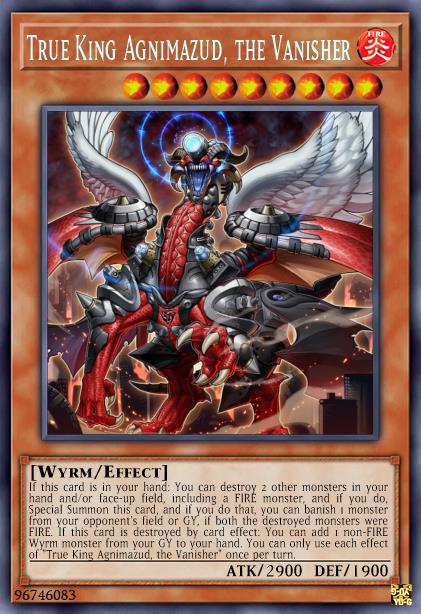 TRUE KING AGNIMAZUD, THE VANISHER
FIRE
炎
[WYRM/EFFECT]
If this card is in your hand: You can destroy 2 other monsters in your
hand and/or face-up field, including a FIRE monster, and if you do,
Special Summon this card, and if you do that, you can banish 1 monster
from your opponent's field or GY, if both the destroyed monsters were
FIRE. If this card is destroyed by card effect: You can add 1 non-FIRE
Wyrm monster from your GY to your hand. You can only use each effect
of "True King Agnimazud, the Vanisher" once per turn.
ATK/2900 DEF/1900
96746083